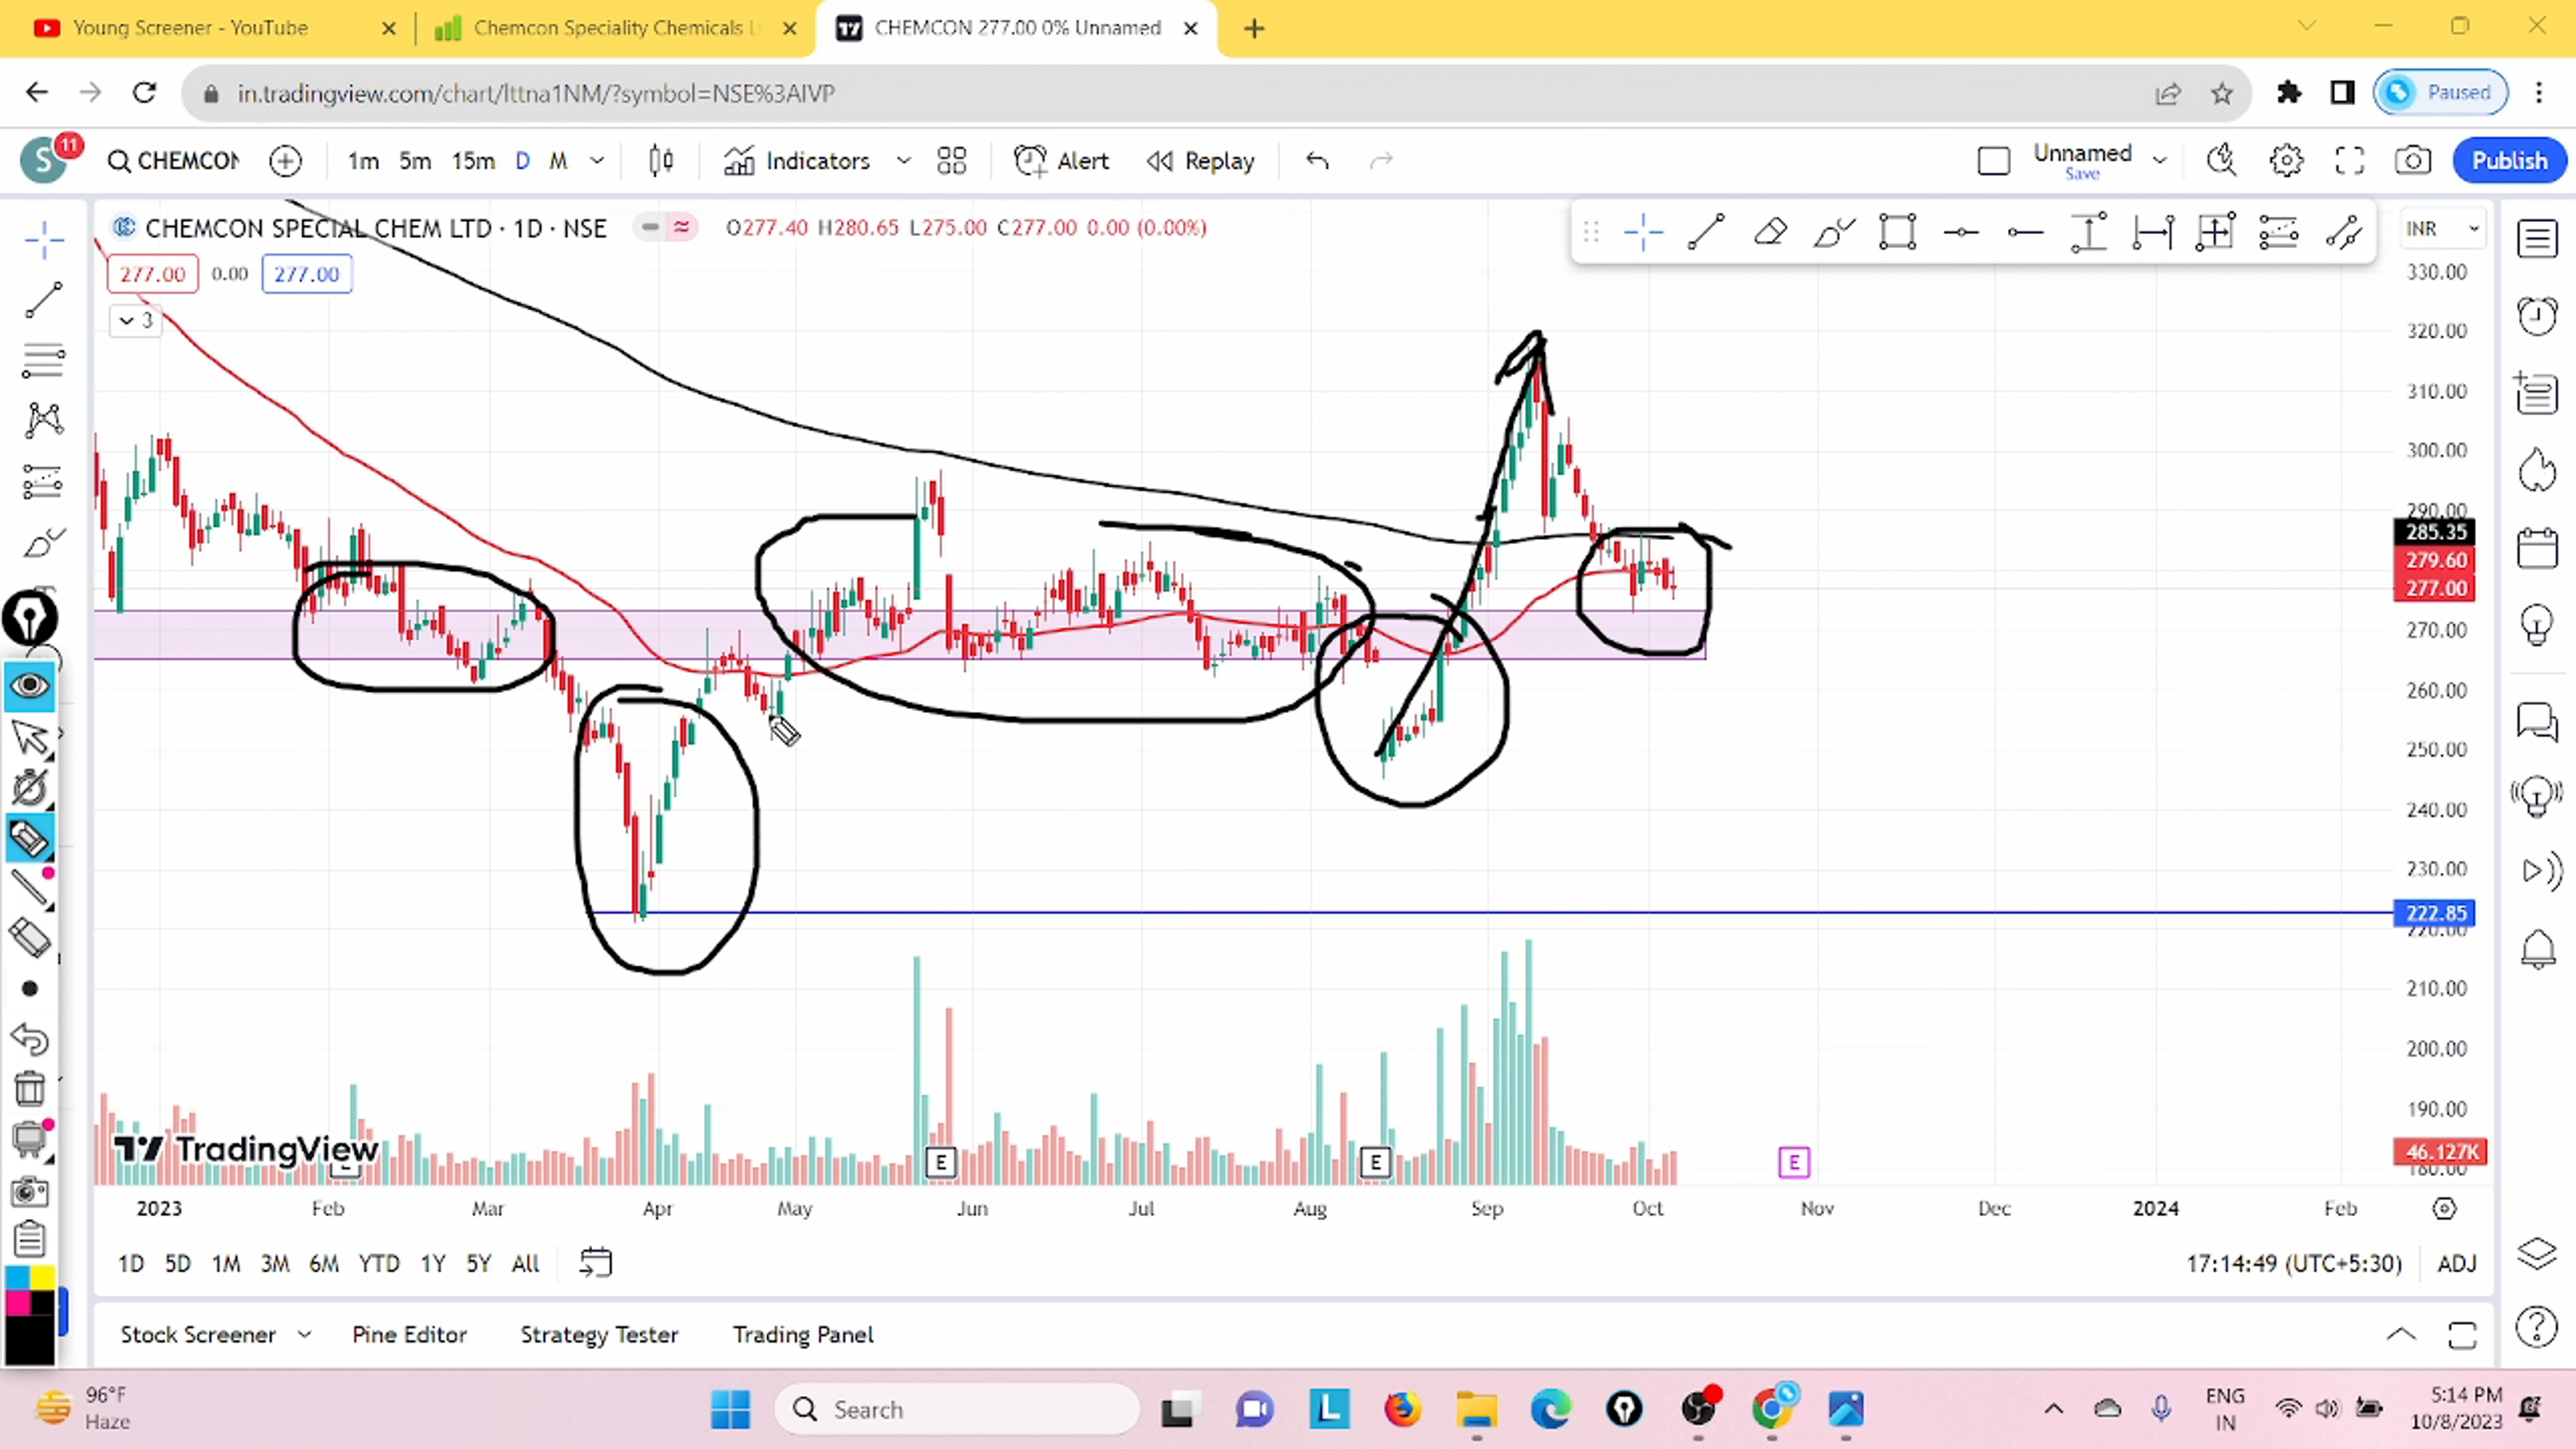 Young Screener - YouTube
Chemcon Speciality Chemicals L
CHEMCON 277.00 0% Unnamed
in.tradingview.com/chart/lttna1NM/?symbol=NSE%3AIVP
Paused
S
11
CHEMCON
1m 5m 15m D M
Indicators
Alert
Replay
Unnamed
Save
Publish
CHEMCON SPECIAL CHEM LTD · 1D · NSE
O277.40 H280.65 L275.00 C277.00 0.00 (0.00%)
INR
277.00 0.00 277.00
3
330.00
320.00
310.00
300.00
290.00
285.35
279.60
277.00
270.00
260.00
250.00
240.00
230.00
222.85
220.00
210.00
200.00
190.00
46.127K
180.00
TradingView
E
E
E
2023 Feb Mar Apr May Jun Jul Aug Sep Oct Nov Dec 2024 Feb
1D 5D 1M 3M 6M YTD 1Y 5Y All
17:14:49 (UTC+5:30) ADJ
Stock Screener Pine Editor Strategy Tester Trading Panel
96°F
Haze
Search
L
ENG
IN
5:14 PM
10/8/2023